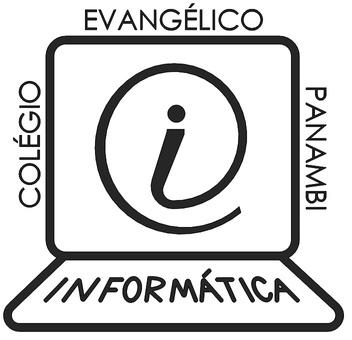 COLÉGIO
EVANGÉLICO
PANAMBI
i
INFORMÁTICA